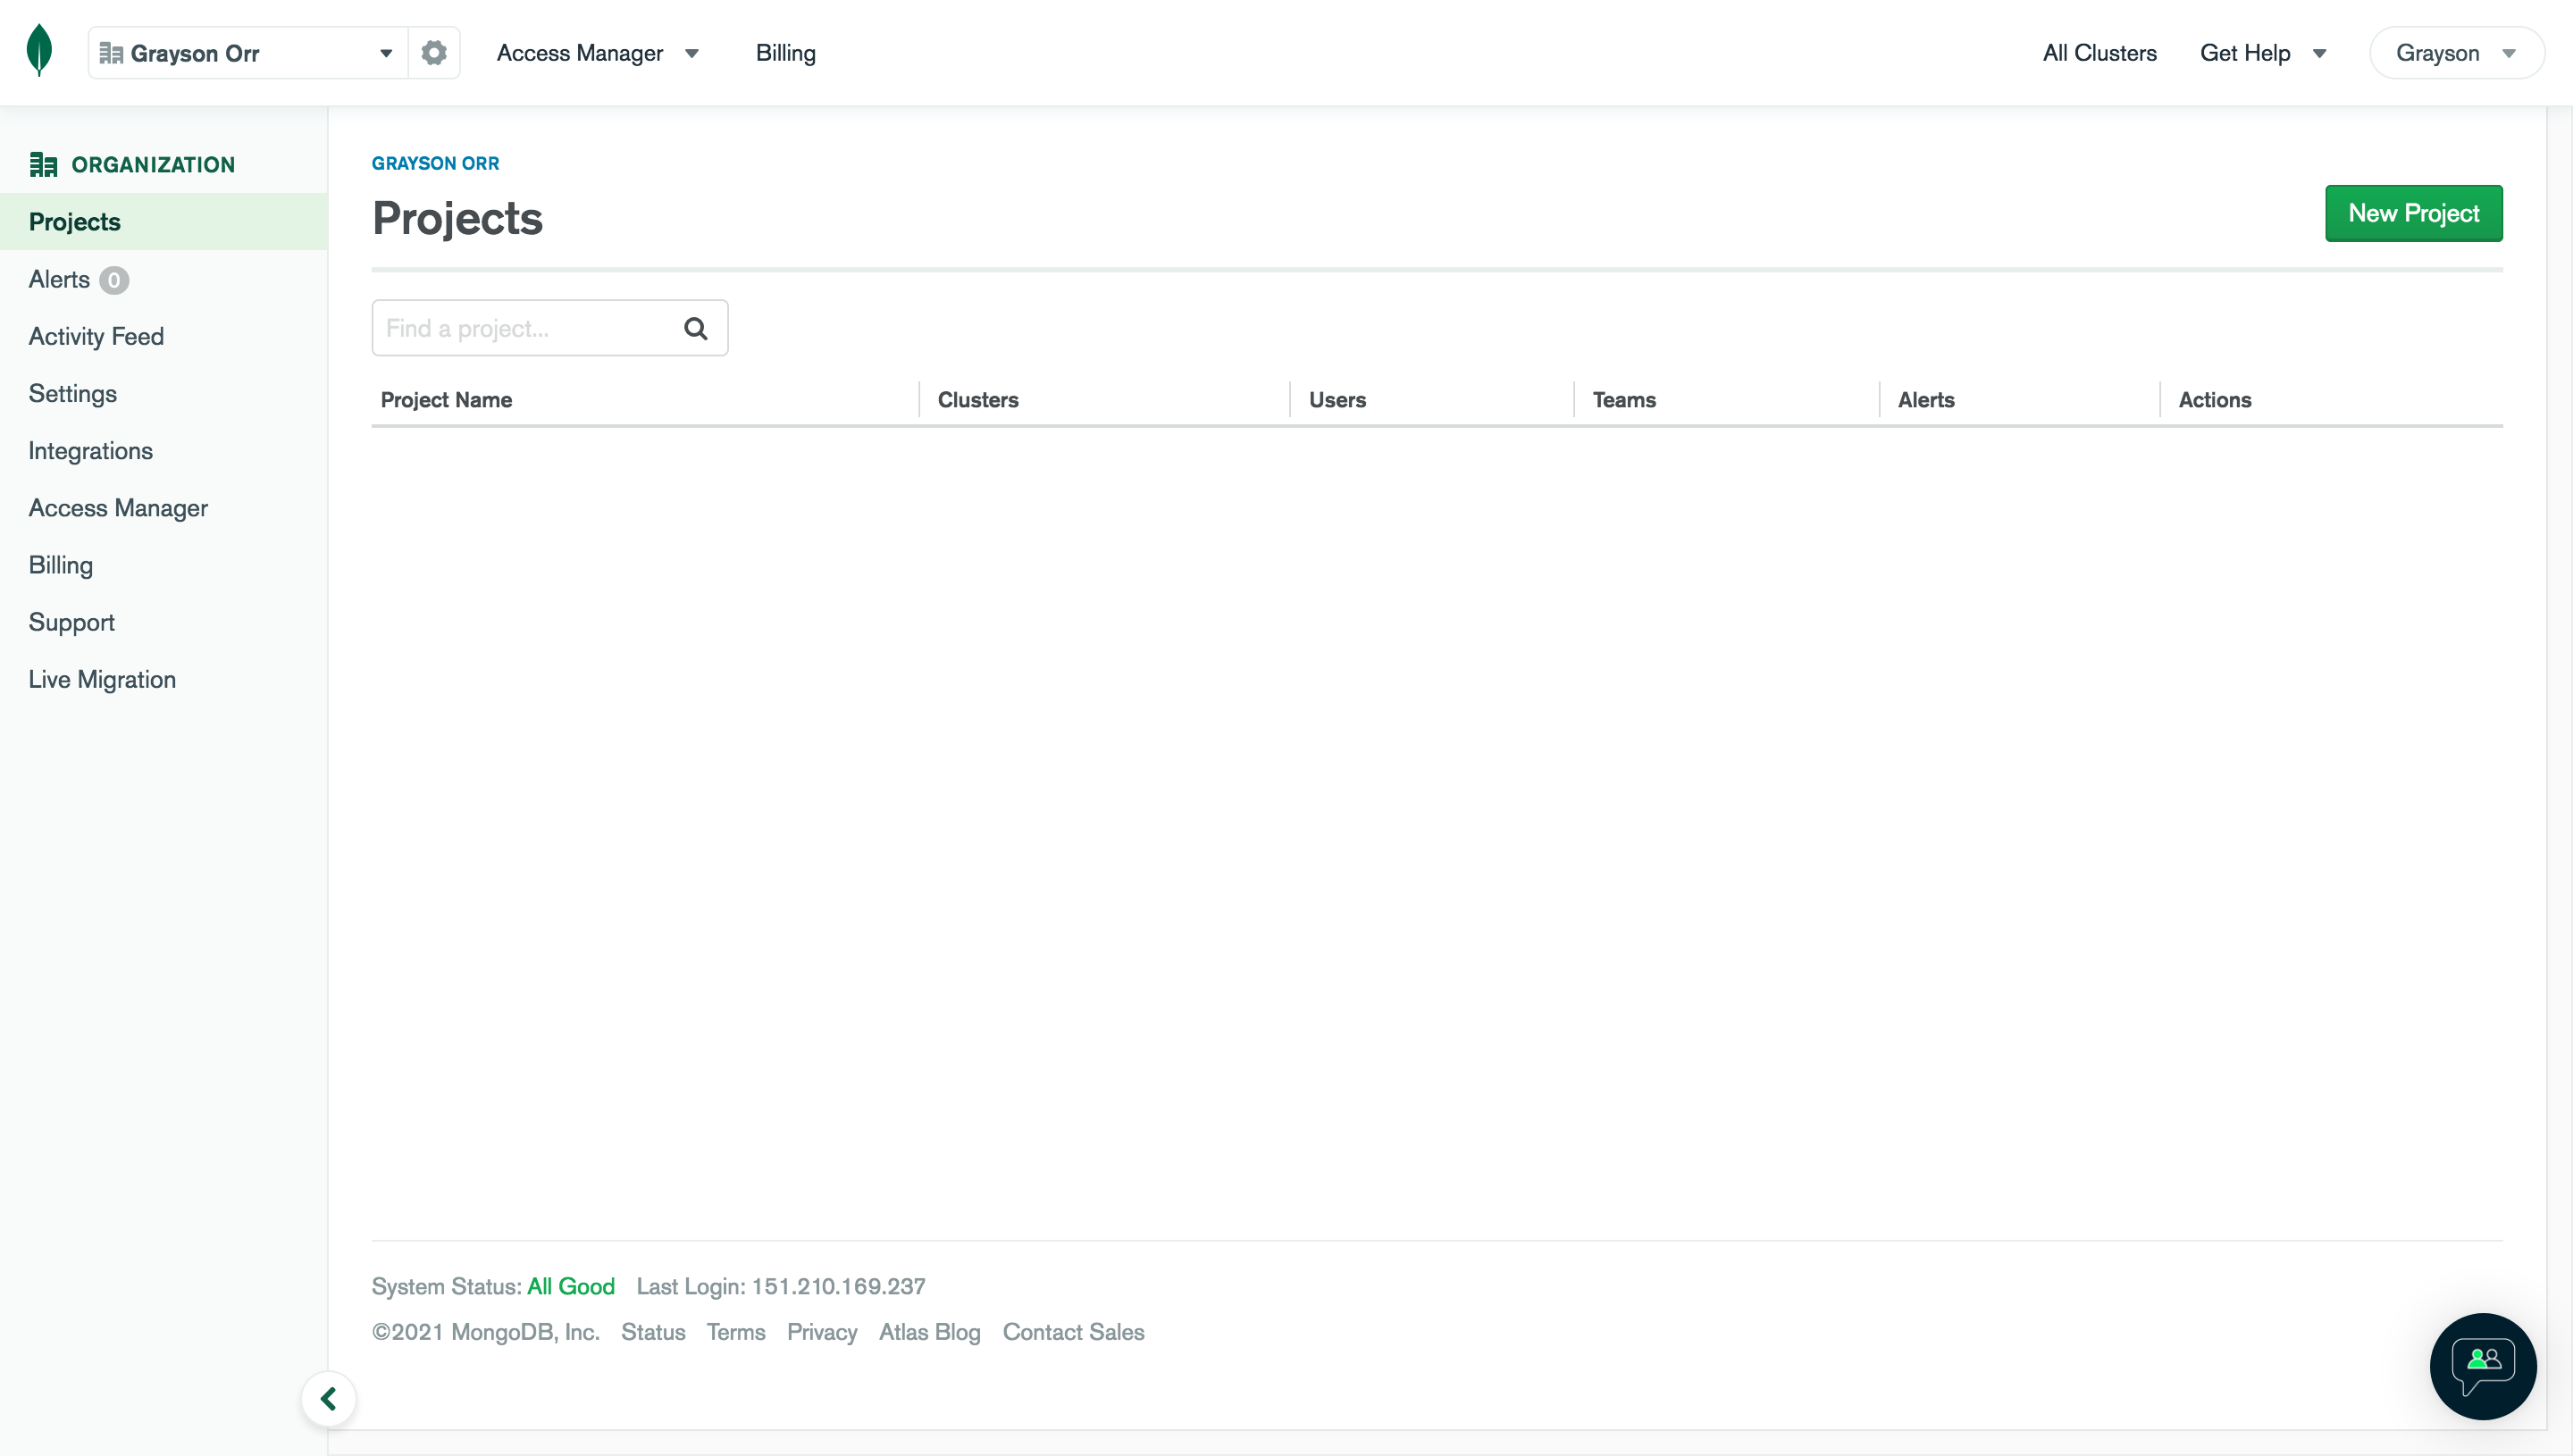 Grayson Orr
Access Manager
Billing
All Clusters
Get Help
Grayson
ORGANIZATION
Projects
Alerts 0
Activity Feed
Settings
Integrations
Access Manager
Billing
Support
Live Migration
GRAYSON ORR
Projects
New Project
Find a project...
Project Name
Clusters
Users
Teams
Alerts
Actions
System Status: All Good Last Login: 151.210.169.237
©2021 MongoDB, Inc. Status Terms Privacy Atlas Blog Contact Sales